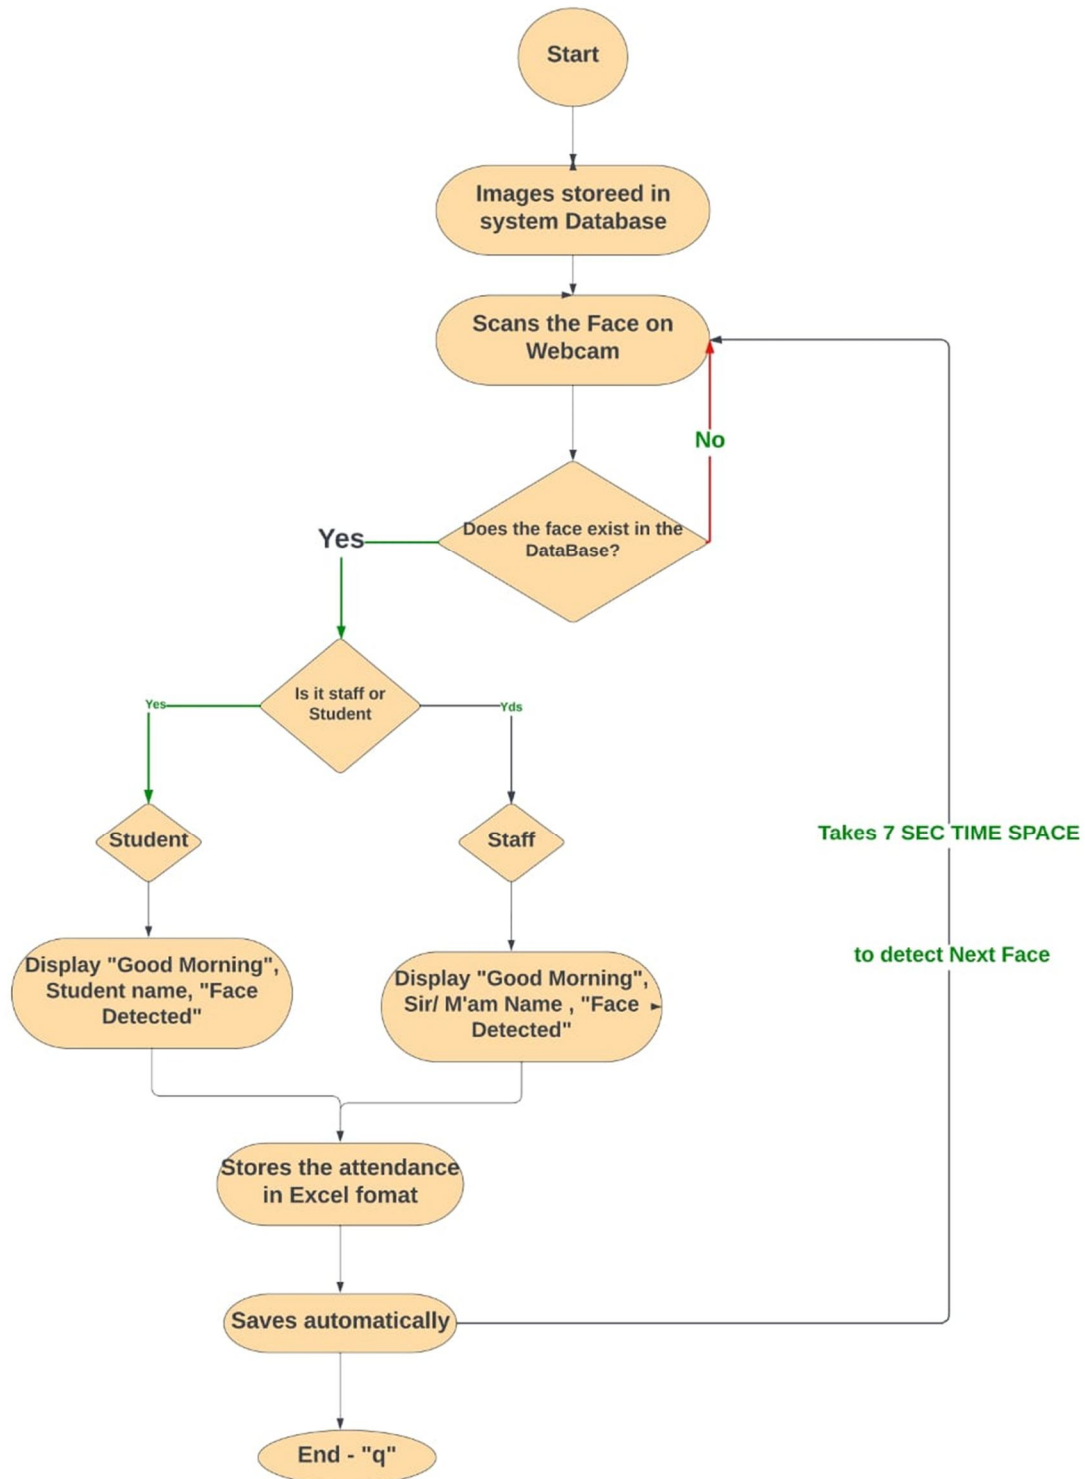 Start
Images storeed in
system Database
Scans the Face on
Webcam
No
Does the face exist in the
DataBase?
Yes
Is it staff or
Student
Yes
Yds
Student
Staff
Takes 7 SEC TIME SPACE
to detect Next Face
Display "Good Morning",
Student name, "Face
Detected"
Display "Good Morning",
Sir/ M'am Name , "Face
Detected"
Stores the attendance
in Excel fomat
Saves automatically
End - "q"